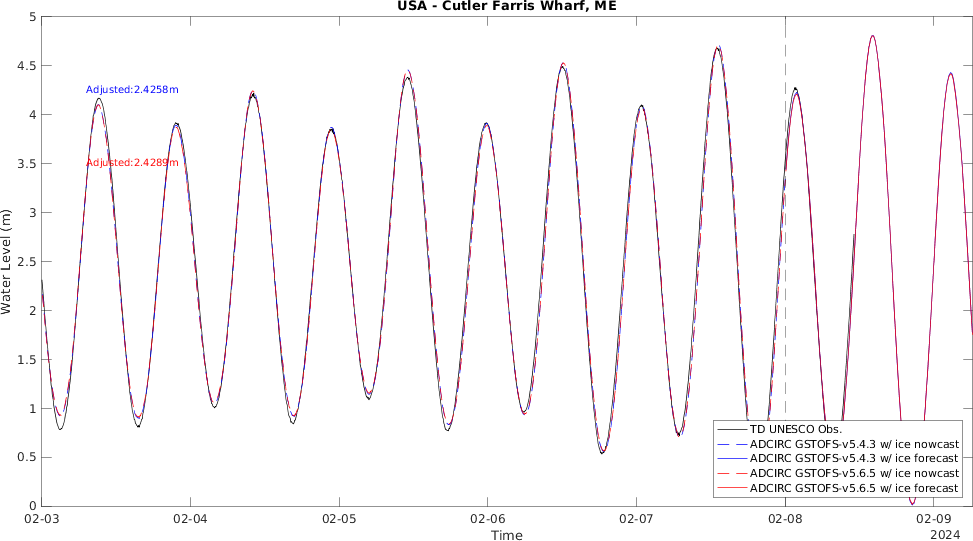 USA - Cutler Farris Wharf, ME
5
4.5
4
3.5
3
2.5
2
1.5
1
0.5
0
Water Level (m)
Adjusted:2.4258m
Adjusted:2.4289m
TD UNESCO Obs.
ADCIRC GSTOFS-v5.4.3 w/ ice nowcast
ADCIRC GSTOFS-v5.4.3 w/ ice forecast
ADCIRC GSTOFS-v5.6.5 w/ ice nowcast
ADCIRC GSTOFS-v5.6.5 w/ ice forecast
02-03 02-04 02-05 02-06 02-07 02-08 02-09
Time
2024